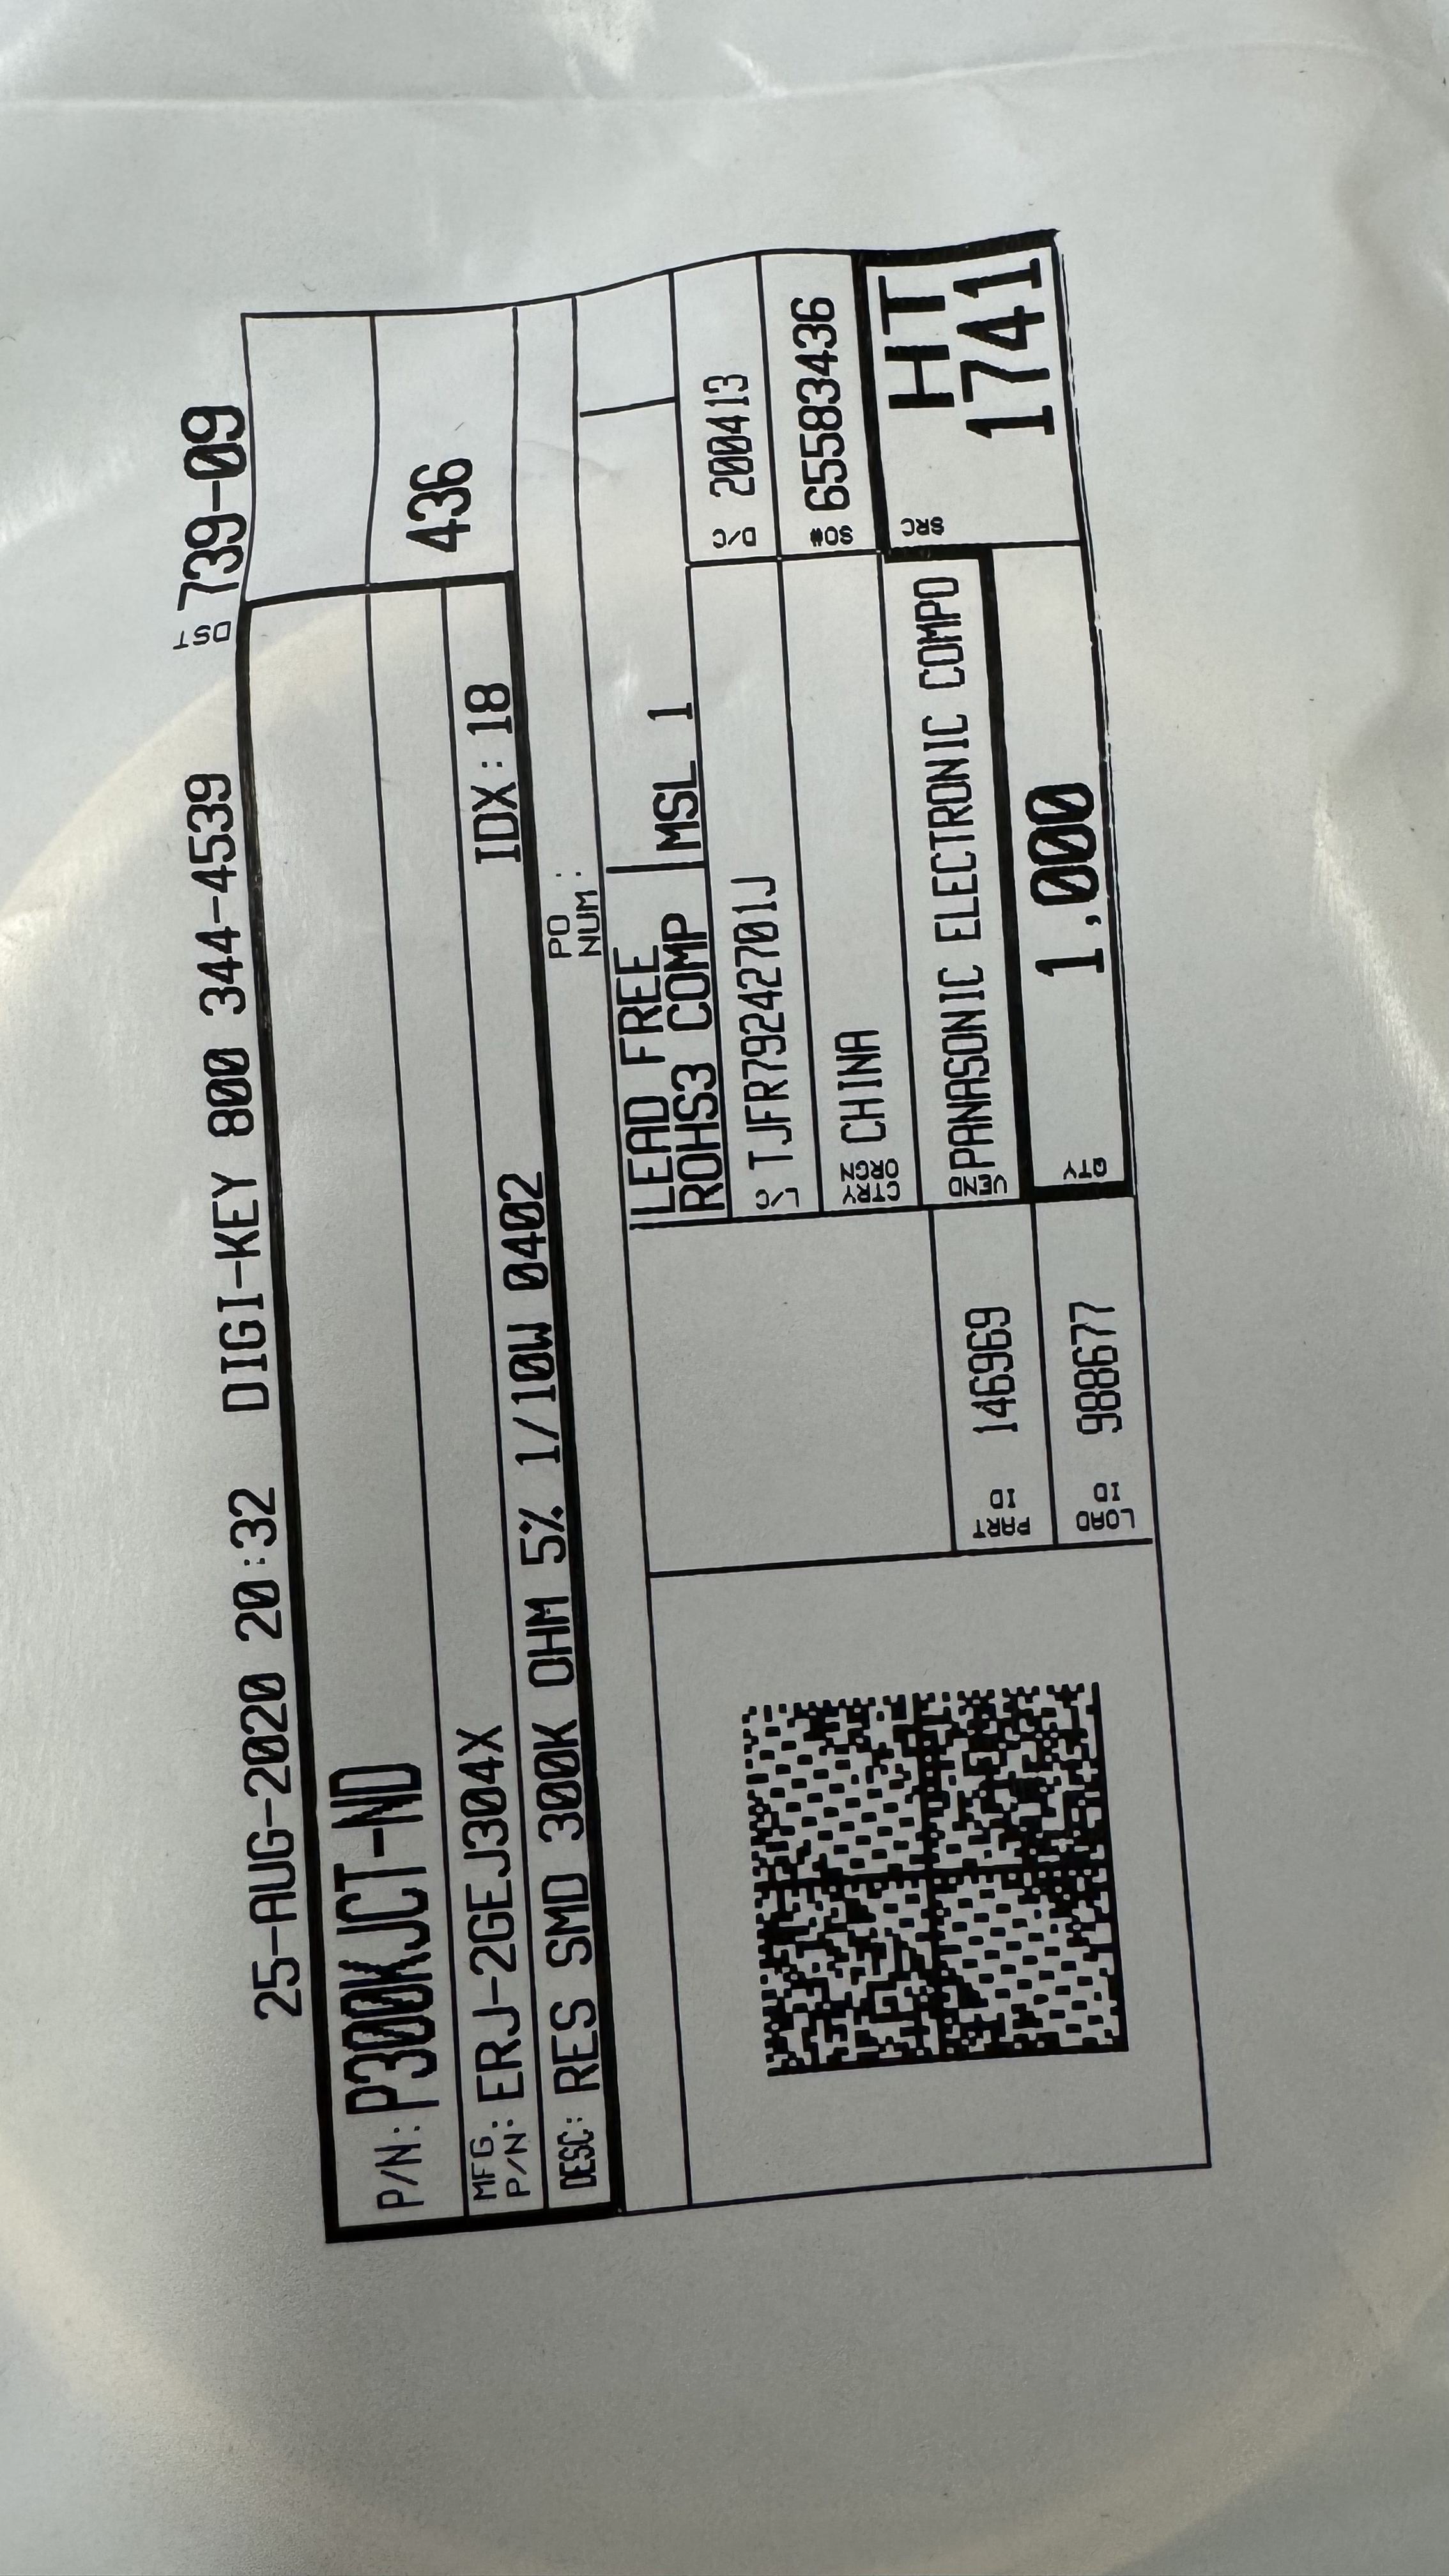 25-AUG-2020 20:32 DIGI-KEY 800 344-4539 DST 739-09
P/N: P300KJCT-ND
MFG P/N: ERJ-2GEJ304X IDX: 18 436
DESC: RES SMD 300K OHM 5% 1/10W 0402
PO NUM:
LEAD FREE
ROHS3 COMP MSL 1
L/C TJFR79242701J D/C 200413
CTRY ORGN CHINA SO# 65583436
VEND PANASONIC ELECTRONIC COMPO SRC HT
1741
PART ID 146969
LOAD ID 988677 QTY 1,000